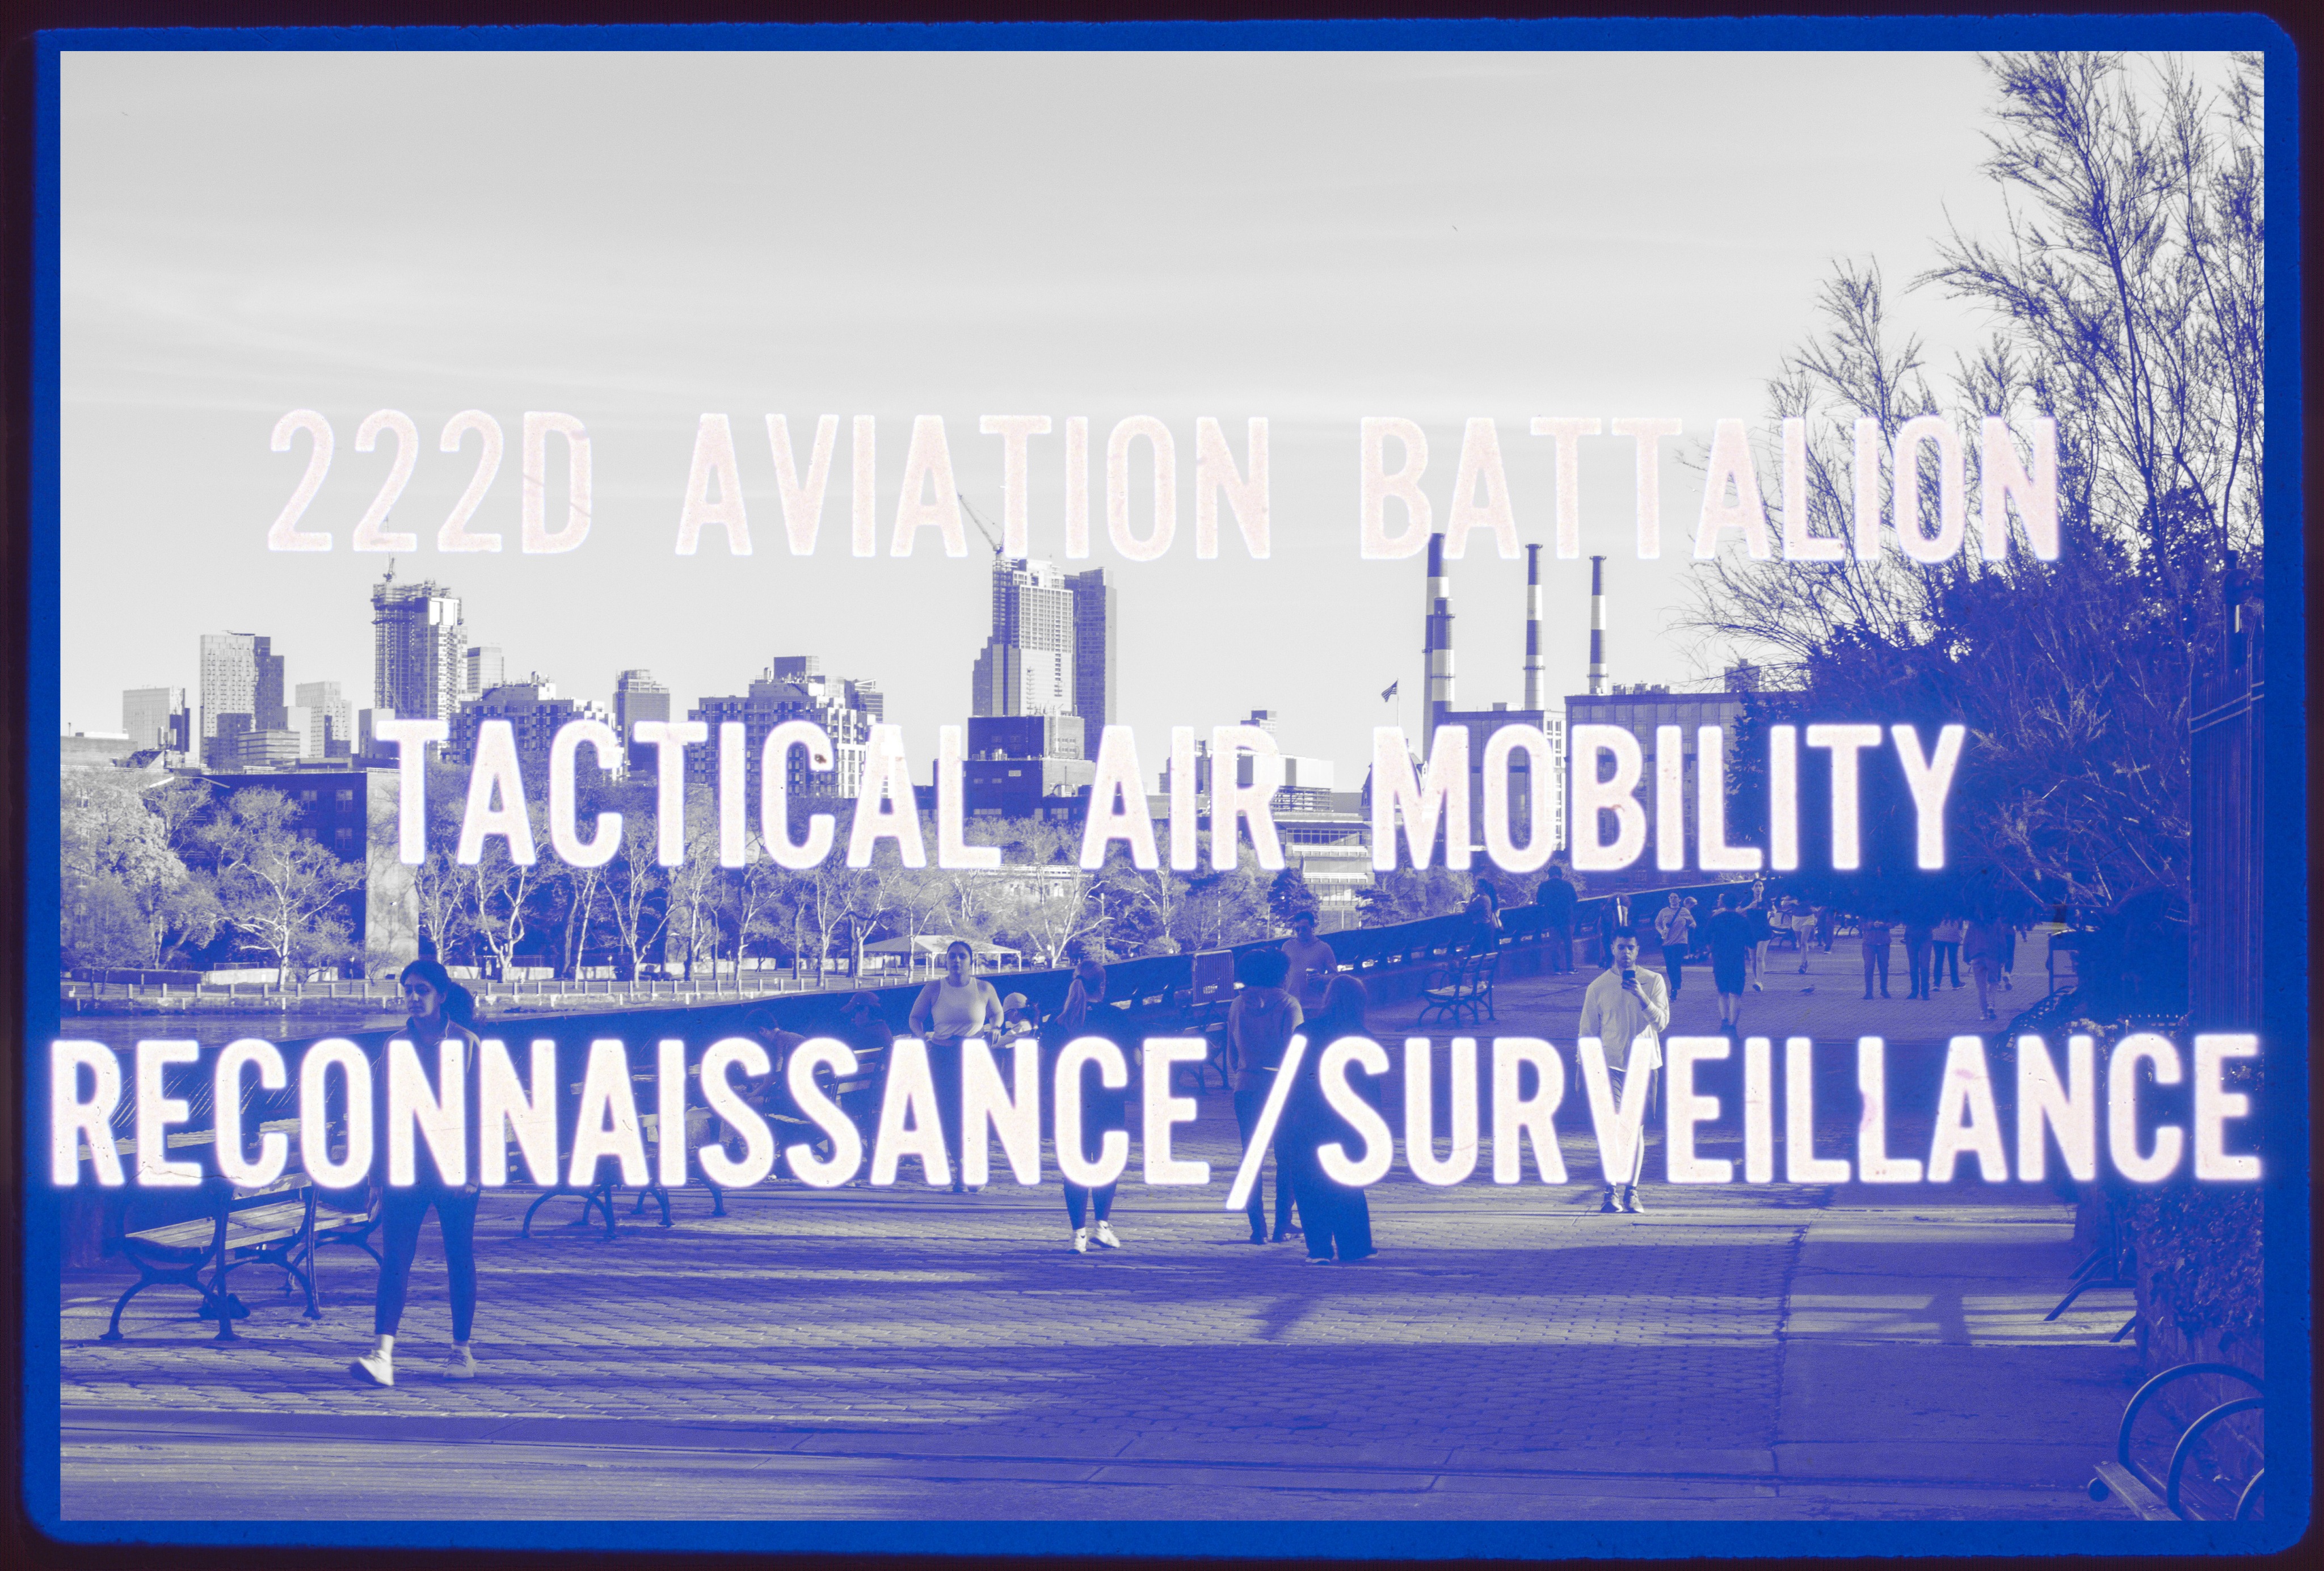 222D AVIATION BATTALION
TACTICAL AIR MOBILITY
RECONNAISSANCE/SURVEILLANCE